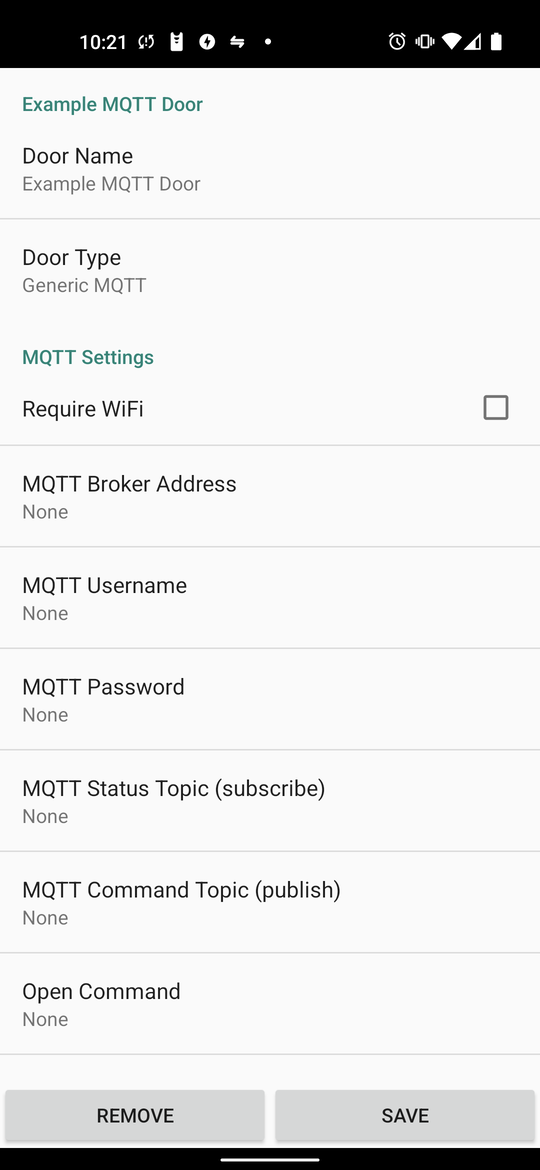 10:21
Example MQTT Door
Door Name
Example MQTT Door
Door Type
Generic MQTT
MQTT Settings
Require WiFi
MQTT Broker Address
None
MQTT Username
None
MQTT Password
None
MQTT Status Topic (subscribe)
None
MQTT Command Topic (publish)
None
Open Command
None
REMOVE
SAVE